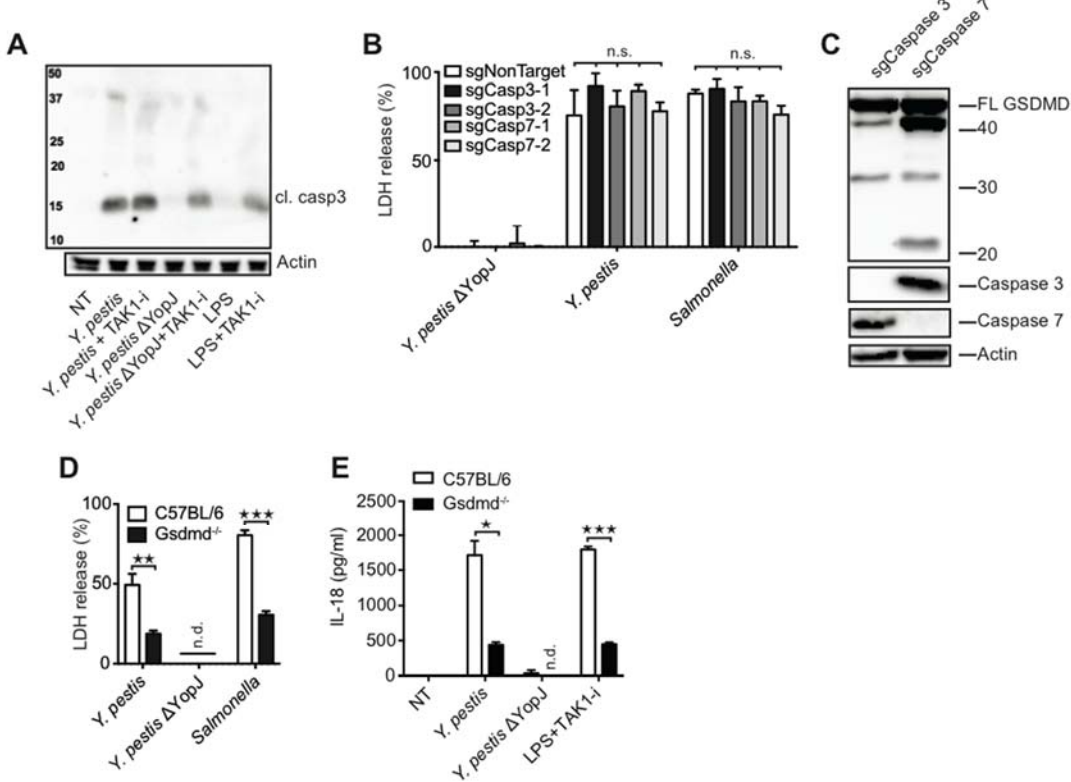 A
50
37
25
20
15
10
cl. casp3
Actin
NT
Y. pestis
Y. pestis + TAK1-i
Y. pestis ΔYopJ
Y. pestis ΔYopJ+TAK1-i
LPS
LPS+TAK1-i
B
LDH release (%)
100
50
0
sgNonTarget
sgCasp3-1
sgCasp3-2
sgCasp7-1
sgCasp7-2
n.s.
n.s.
Y. pestis ΔYopJ
Y. pestis
Salmonella
C
sgCaspase 3
sgCaspase 7
FL GSDMD
40
30
20
Caspase 3
Caspase 7
Actin
D
LDH release (%)
100
50
0
C57BL/6
Gsdmd-/-
★★
n.d.
★★★
Y. pestis
Y. pestis ΔYopJ
Salmonella
E
C57BL/6
Gsdmd-/-
IL-18 (pg/ml)
2500
2000
1500
1000
500
0
★
n.d.
★★★
NT
Y. pestis
Y. pestis ΔYopJ
LPS+TAK1-i